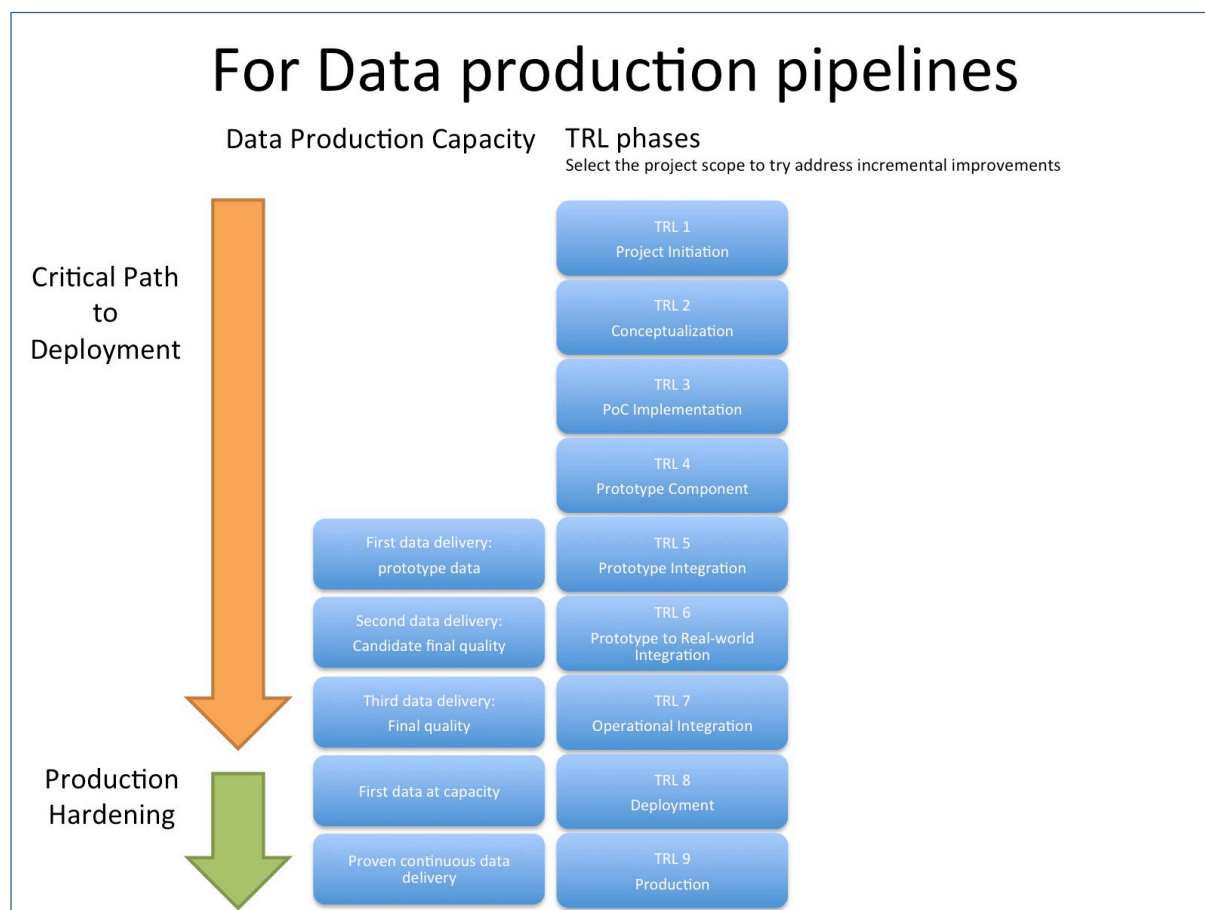 For Data production pipelines
Data Production Capacity
TRL phases
Select the project scope to try address incremental improvements
Critical Path
to
Deployment
TRL 1
Project Initiation
TRL 2
Conceptualization
TRL 3
PoC Implementation
TRL 4
Prototype Component
First data delivery:
prototype data
TRL 5
Prototype Integration
Second data delivery:
Candidate final quality
TRL 6
Prototype to Real-world
Integration
Third data delivery:
Final quality
TRL 7
Operational Integration
Production
Hardening
First data at capacity
TRL 8
Deployment
Proven continuous data
delivery
TRL 9
Production